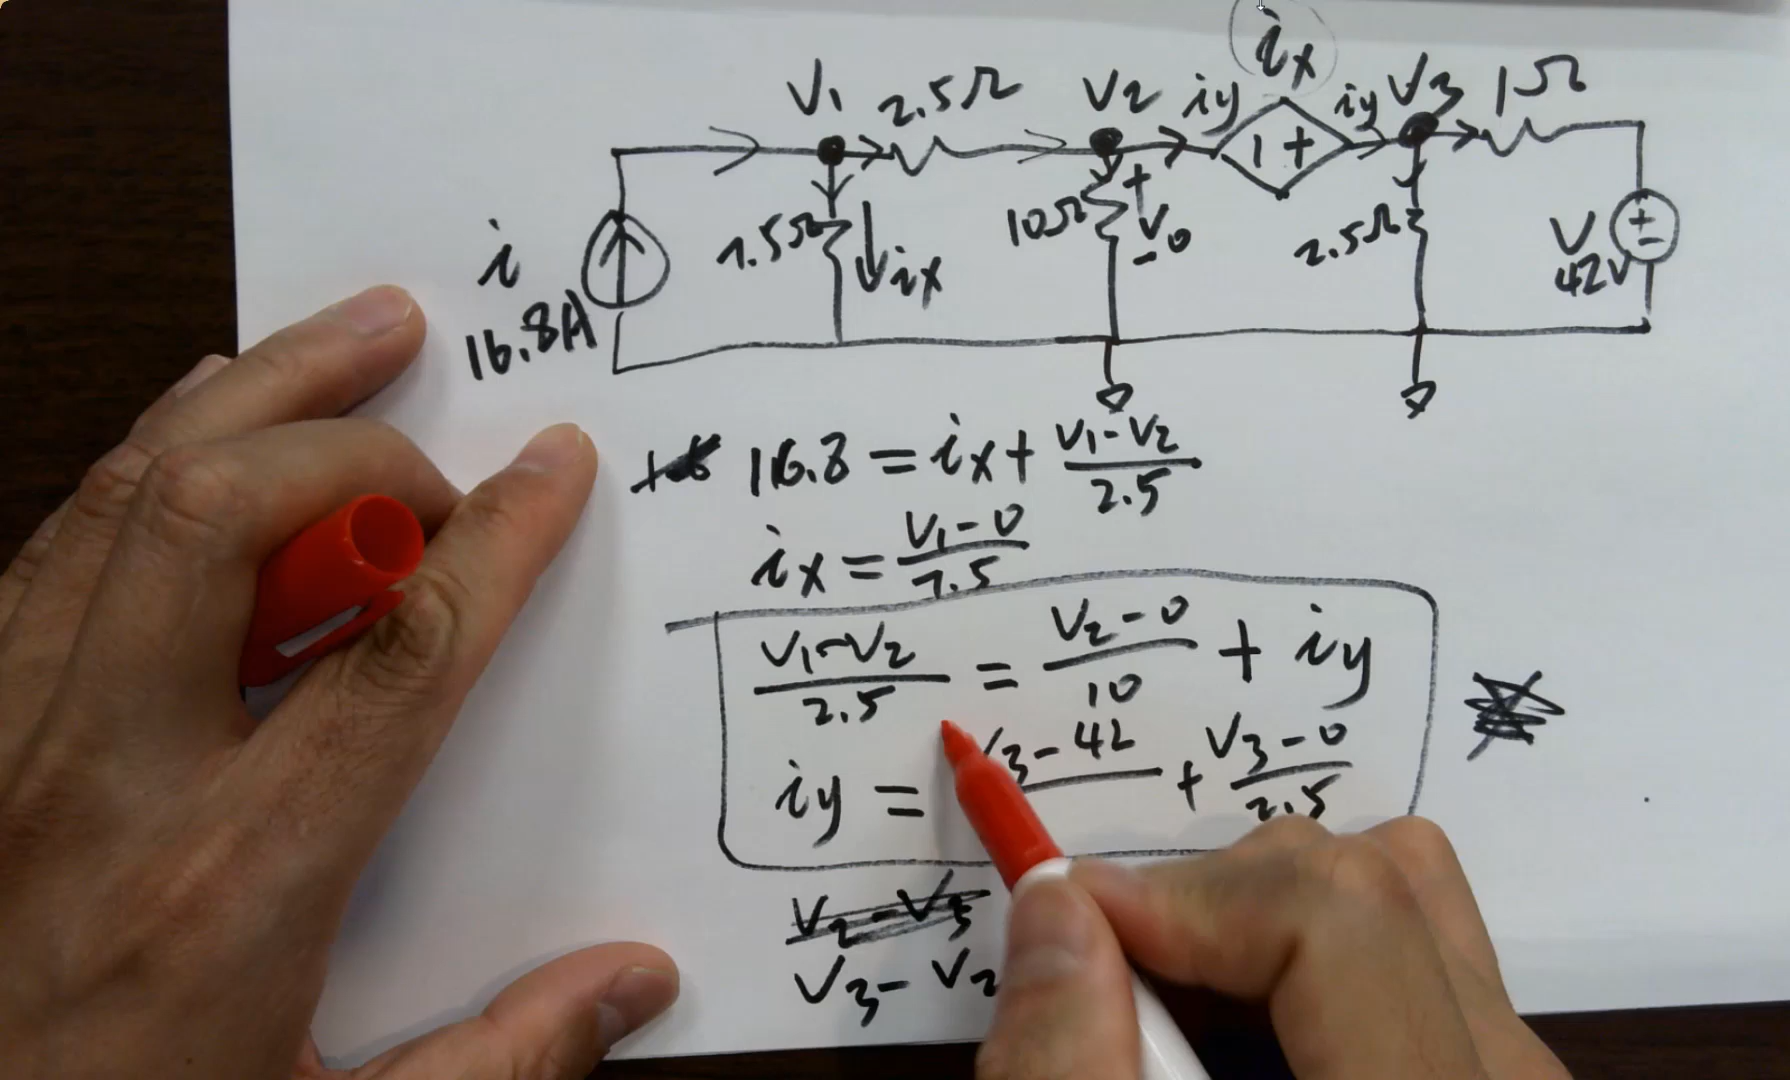 ix
V1 2.5Ω V2 iy 1+ iy V3 1Ω
i 16.8A
7.5Ω ix
10Ω + V0 -
2.5Ω
V 42V + -
16.8 = ix + (V1-V2)/2.5
ix = (V1-0)/7.5
(V1-V2)/2.5 = (V2-0)/10 + iy
iy = V3-42 + (V3-0)/2.5
V2-V3
V3-V2